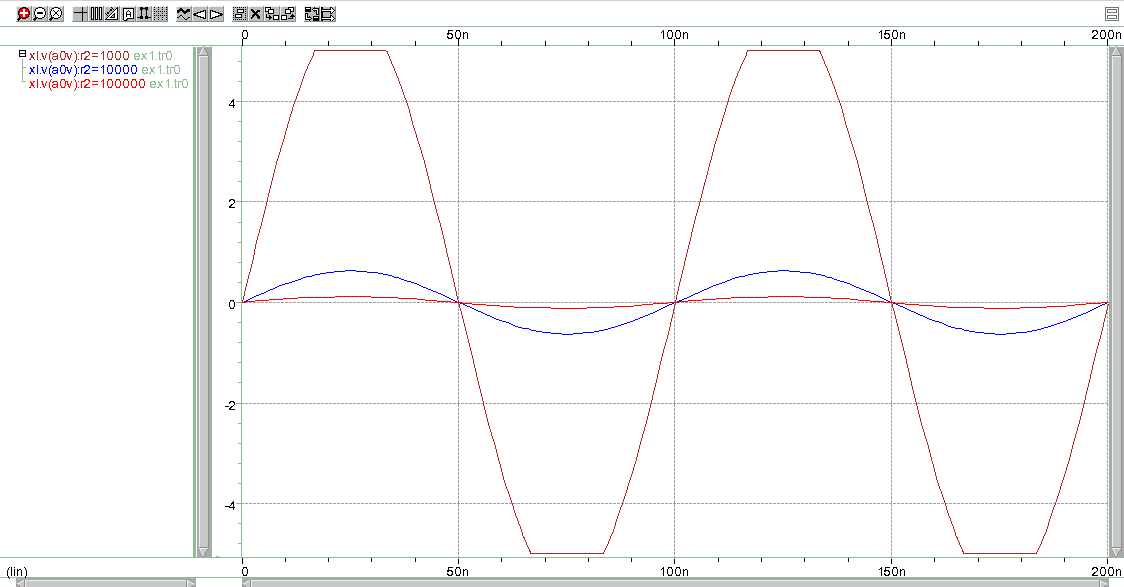 0 50n 100n 150n 200n
xl.v(a0v):r2=1000 ex1.tr0
xl.v(a0v):r2=10000 ex1.tr0
xl.v(a0v):r2=100000 ex1.tr0
4
2
0
-2
-4
(lin) 0 50n 100n 150n 200n